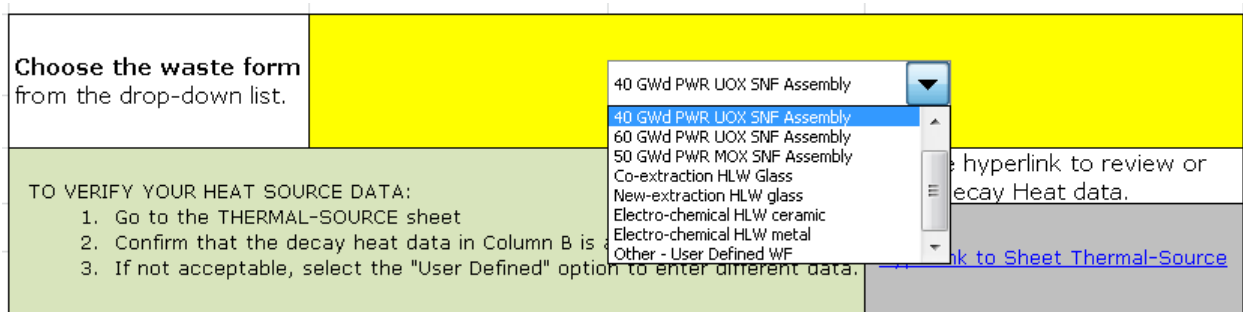 Choose the waste form
from the drop-down list.
40 GWd PWR UOX SNF Assembly
40 GWd PWR UOX SNF Assembly
60 GWd PWR UOX SNF Assembly
50 GWd PWR MOX SNF Assembly
Co-extraction HLW Glass
New-extraction HLW glass
Electro-chemical HLW ceramic
Electro-chemical HLW metal
Other - User Defined WF
hyperlink to review or
ecay Heat data.
TO VERIFY YOUR HEAT SOURCE DATA:
1. Go to the THERMAL-SOURCE sheet
2. Confirm that the decay heat data in Column B is
3. If not acceptable, select the "User Defined" option to enter different data.
nk to Sheet Thermal-Source